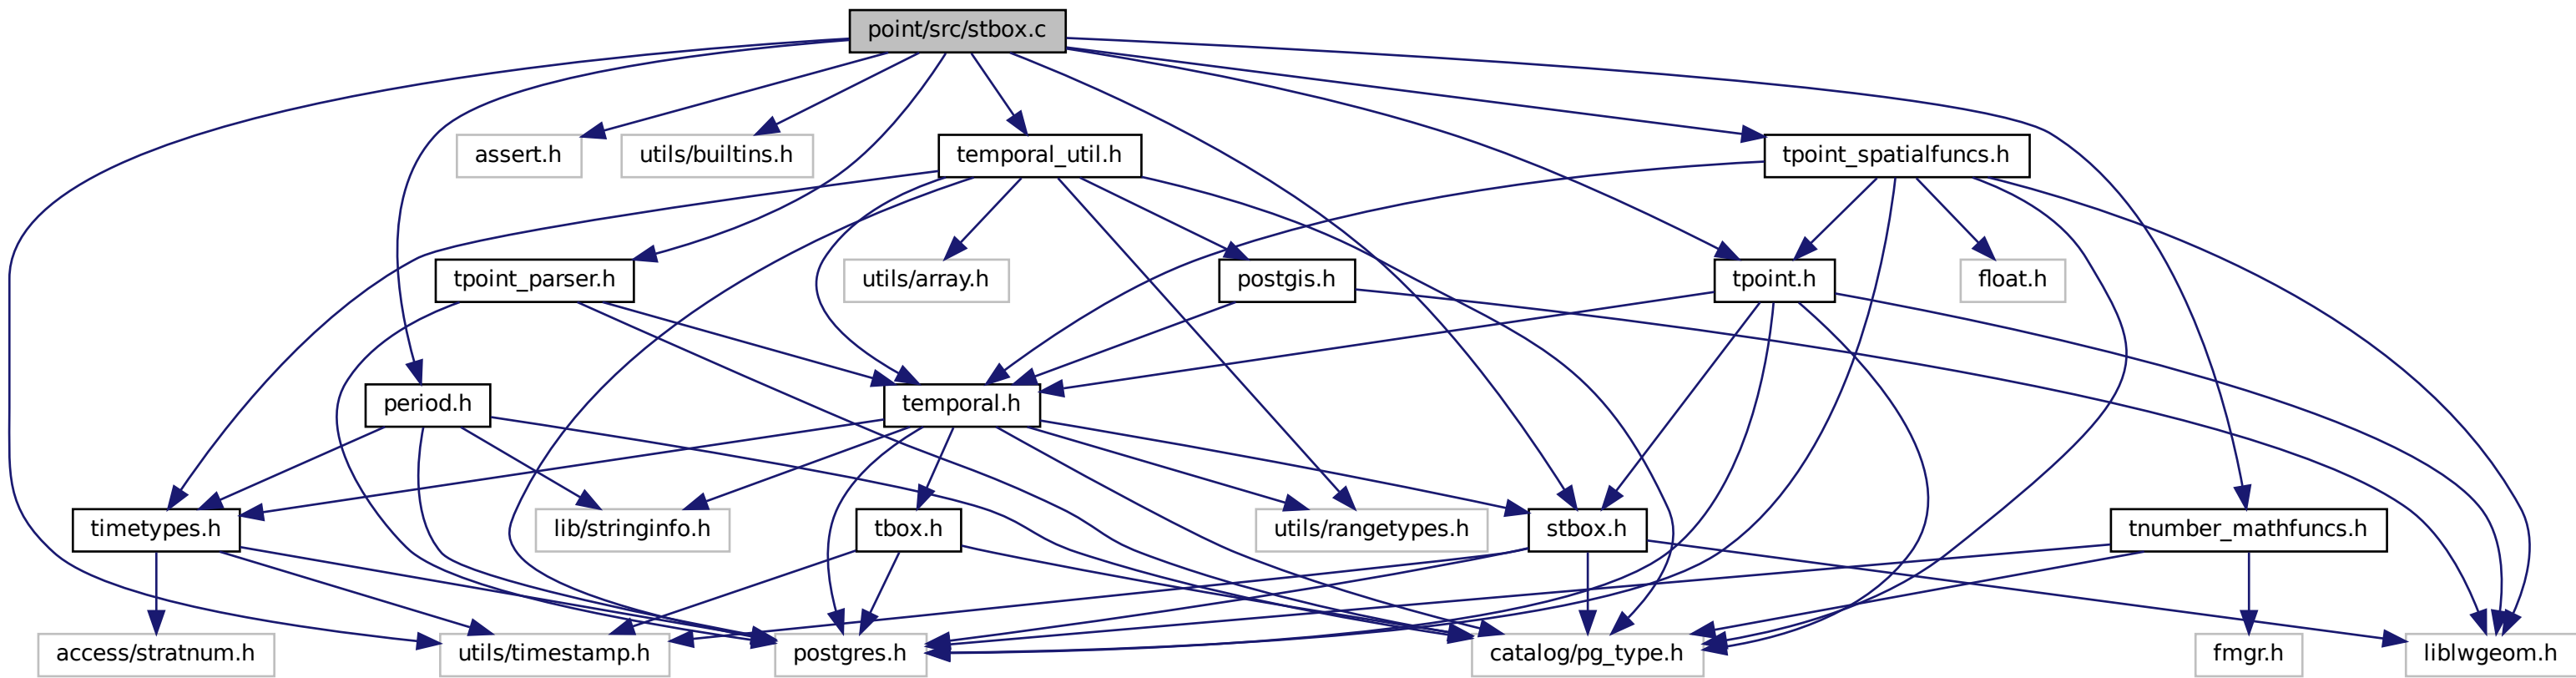 point/src/stbox.c
assert.h
utils/builtins.h
temporal_util.h
tpoint_spatialfuncs.h
tpoint_parser.h
utils/array.h
postgis.h
tpoint.h
float.h
period.h
temporal.h
timetypes.h
lib/stringinfo.h
tbox.h
utils/rangetypes.h
stbox.h
tnumber_mathfuncs.h
access/stratnum.h
utils/timestamp.h
postgres.h
catalog/pg_type.h
fmgr.h
liblwgeom.h